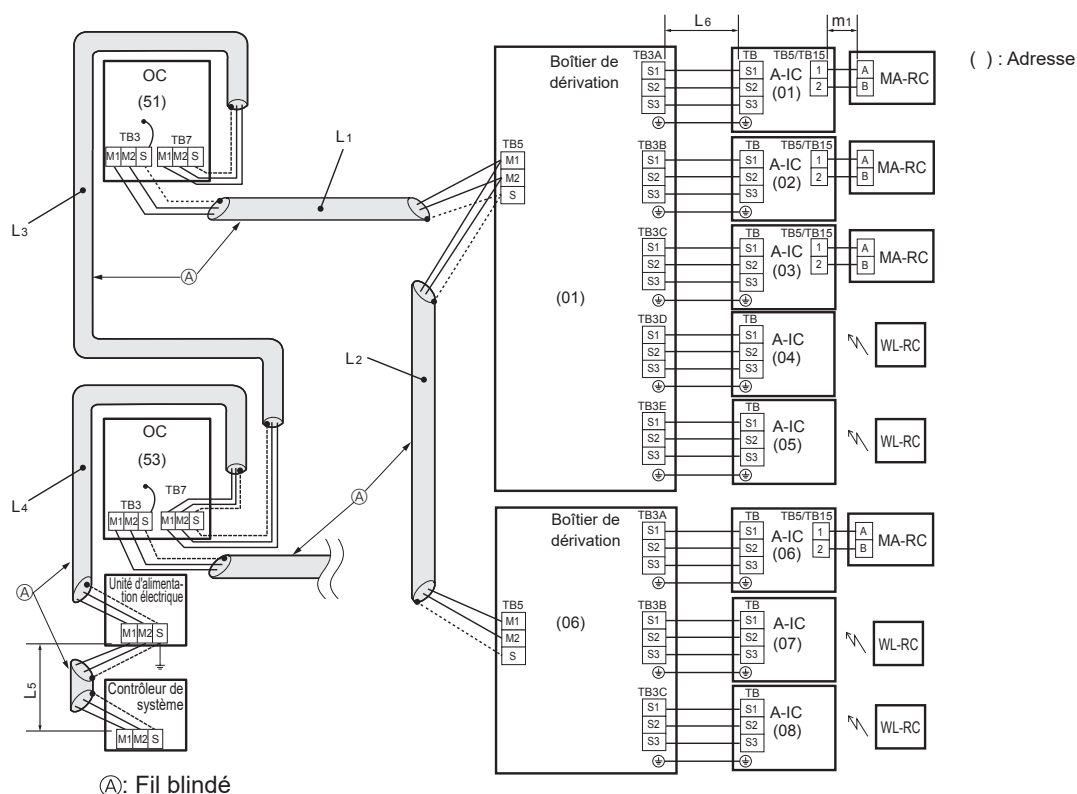 OC
(51)
TB3
TB7
M1 M2 S
M1 M2 S
L1
L3
Ⓐ
Ⓐ
L2
OC
(53)
TB3
TB7
M1 M2 S
M1 M2 S
L4
Ⓐ
Unité d'alimenta-
tion électrique
M1 M2 S
L5
Contrôleur de
système
M1 M2 S
Ⓐ: Fil blindé
TB5
M1
M2
S
Boîtier de
dérivation
(01)
L6
m1
( ) : Adresse
TB3A
S1
S2
S3
TB
S1
S2
S3
TB5/TB15
A-IC
(01)
1
2
A
B
MA-RC
TB3B
S1
S2
S3
TB
S1
S2
S3
TB5/TB15
A-IC
(02)
1
2
A
B
MA-RC
TB3C
S1
S2
S3
TB
S1
S2
S3
TB5/TB15
A-IC
(03)
1
2
A
B
MA-RC
TB3D
S1
S2
S3
TB
S1
S2
S3
A-IC
(04)
WL-RC
TB3E
S1
S2
S3
TB
S1
S2
S3
A-IC
(05)
WL-RC
TB5
M1
M2
S
Boîtier de
dérivation
(06)
TB3A
S1
S2
S3
TB
S1
S2
S3
TB5/TB15
A-IC
(06)
1
2
A
B
MA-RC
TB3B
S1
S2
S3
TB
S1
S2
S3
A-IC
(07)
WL-RC
TB3C
S1
S2
S3
TB
S1
S2
S3
A-IC
(08)
WL-RC